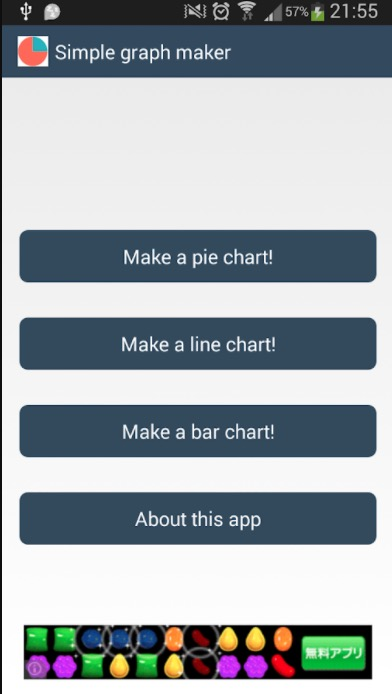 57% 21:55
Simple graph maker
Make a pie chart!
Make a line chart!
Make a bar chart!
About this app
無料アプリ